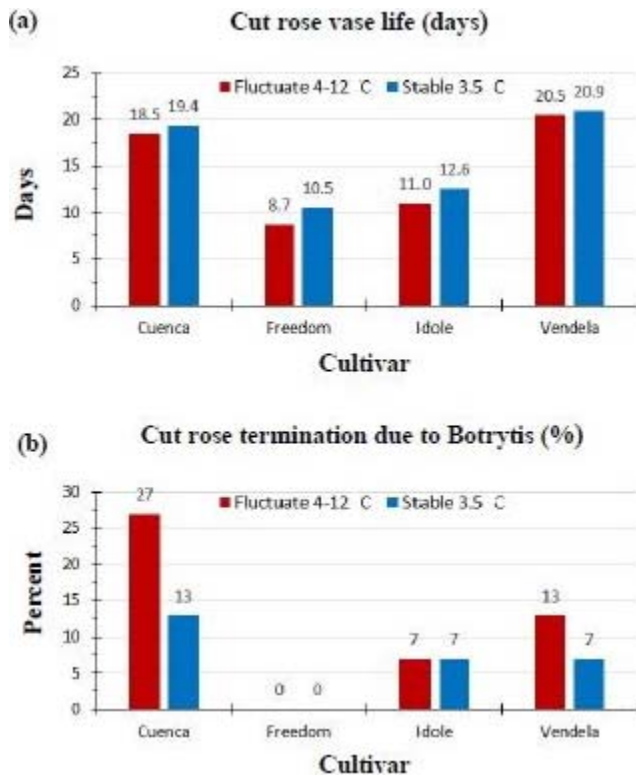 (a) Cut rose vase life (days)
25
20
15
10
5
0
Days
Fluctuate 4-12 C Stable 3.5 C
18.5 19.4 8.7 10.5 11.0 12.6 20.5 20.9
Cuenca Freedom Idole Vendela
Cultivar
(b) Cut rose termination due to Botrytis (%)
30
25
20
15
10
5
0
Percent
Fluctuate 4-12 C Stable 3.5 C
27 13 0 0 7 7 13 7
Cuenca Freedom Idole Vendela
Cultivar